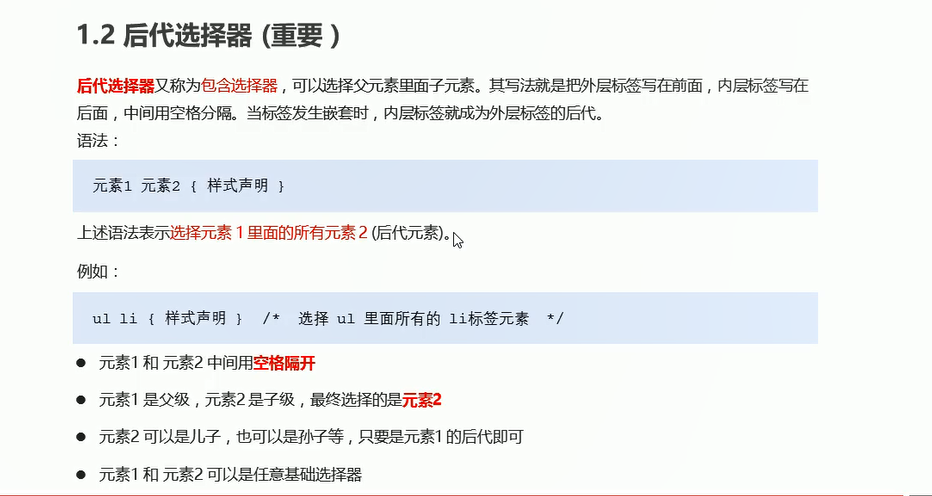 1.2 后代选择器 (重要）
后代选择器又称为包含选择器，可以选择父元素里面子元素。其写法就是把外层标签写在前面，内层标签写在
后面，中间用空格分隔。当标签发生嵌套时，内层标签就成为外层标签的后代。
语法：
元素1 元素2 { 样式声明 }
上述语法表示选择元素 1 里面的所有元素 2 (后代元素)。
例如：
ul li { 样式声明 } /* 选择 ul 里面所有的 li标签元素 */
● 元素1 和 元素2 中间用空格隔开
● 元素1 是父级，元素2 是子级，最终选择的是元素2
● 元素2 可以是儿子，也可以是孙子等，只要是元素1 的后代即可
● 元素1 和 元素2 可以是任意基础选择器